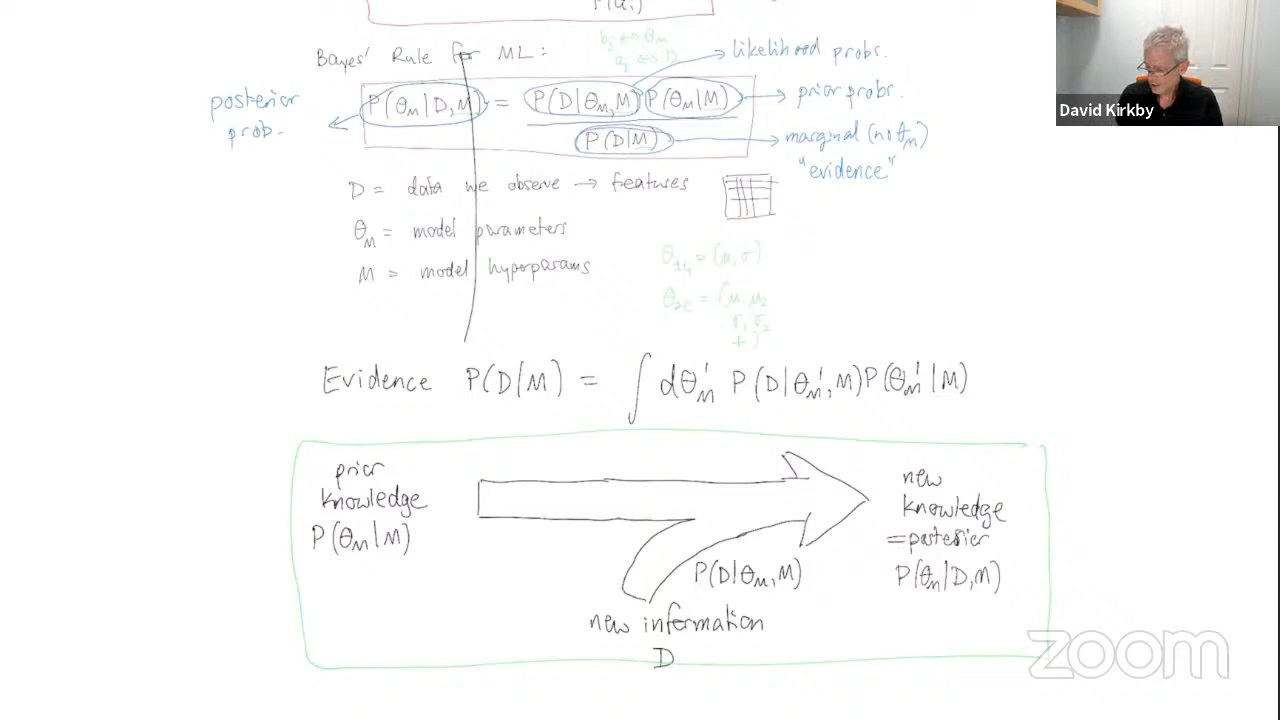 Bayes' Rule for ML:
likelihood probs.
posterior
prob.
P(θ_M|D,M) = P(D|θ_M,M) P(θ_M|M)
P(D|M)
prior probs.
marginal (no θ_m)
"evidence"
D = data we observe → features
θ_M = model parameters
M = model hyperparams
Evidence P(D|M) = ∫ dθ'_M P(D|θ'_M,M)P(θ'_M|M)
prior
knowledge
P(θ_M|M)
new
knowledge
=posterior
P(θ_m|D,M)
P(D|θ_M,M)
new information
D
David Kirkby
zoom